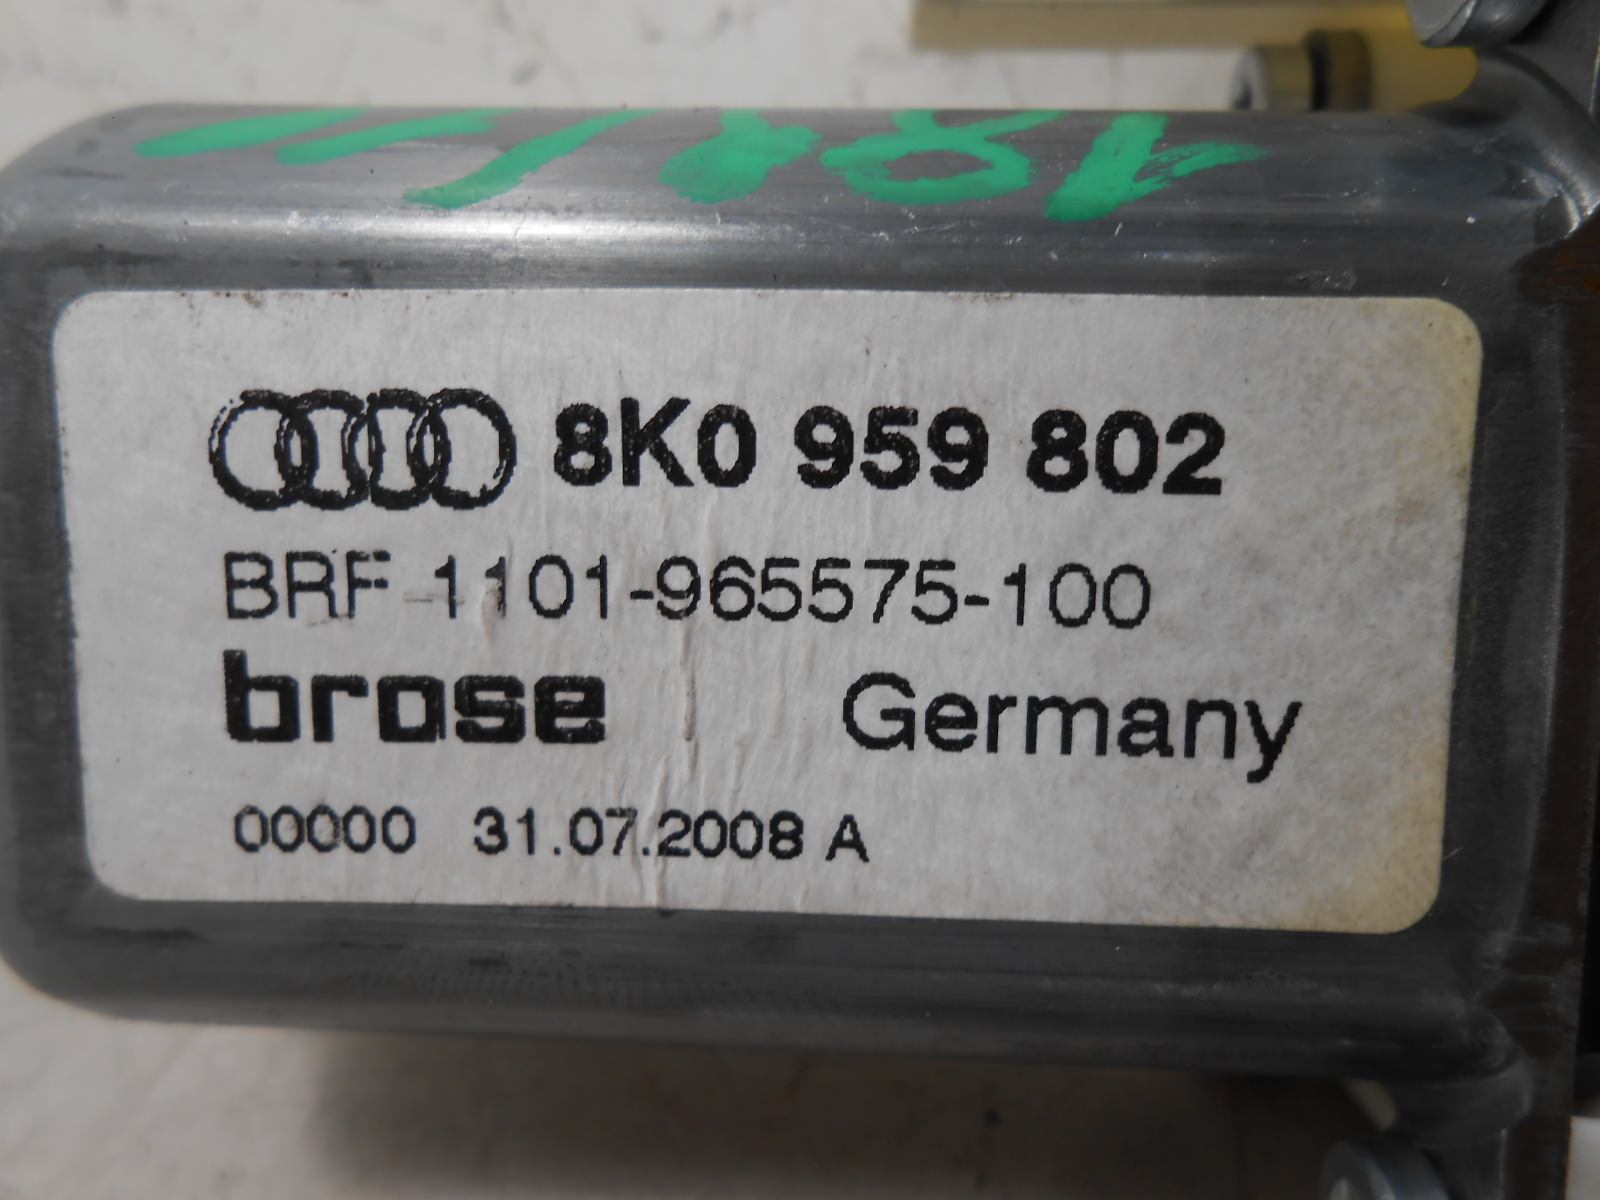 8K0 959 802
BRF 1101-965575-100
brose Germany
00000 31.07.2008 A